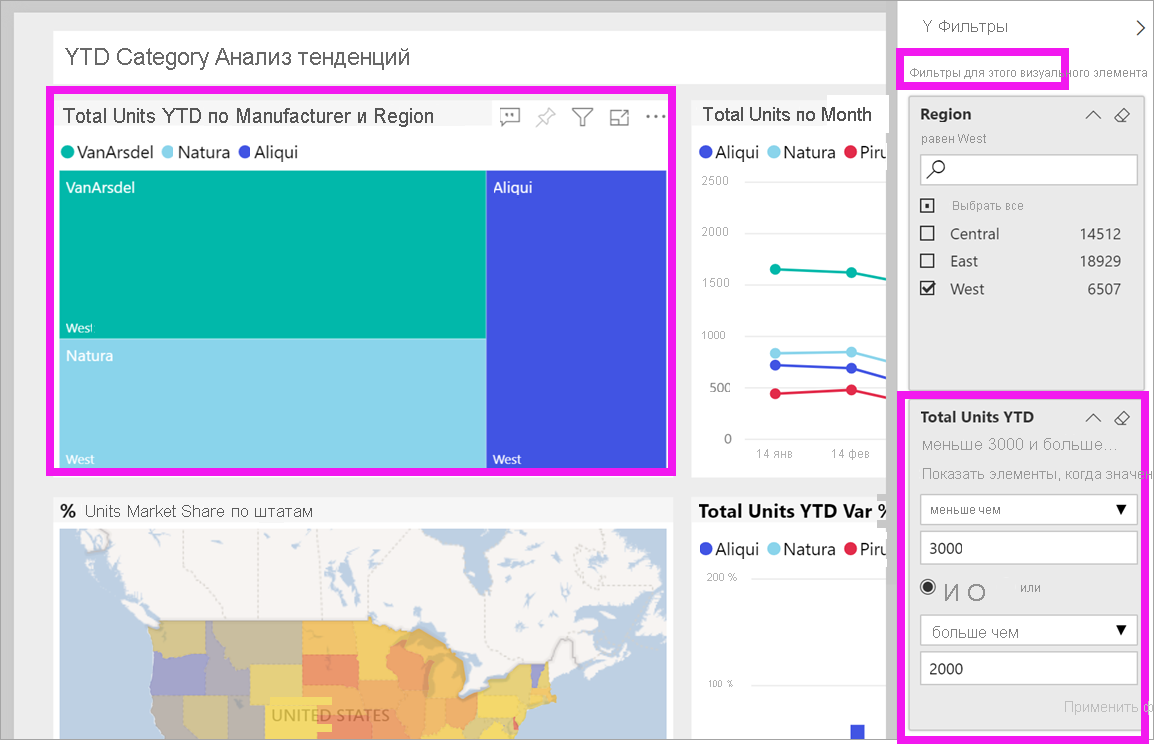 YTD Category Анализ тенденций
Total Units YTD по Manufacturer и Region
VanArsdel Natura Aliqui
VanArsdel
West
Natura
West
Aliqui
West
Total Units по Month
Aliqui Natura Piru
2500
2000
1500
1000
500
0
14 янв 14 фев
% Units Market Share по штатам
UNITED STATES
Total Units YTD Var %
Aliqui Natura Piru
200 %
100 %
Y Фильтры
Фильтры для этого визуального элемента
Region
равен West
Выбрать все
Central 14512
East 18929
West 6507
Total Units YTD
меньше 3000 и больше...
Показать элементы, когда значен
меньше чем
3000
И О или
больше чем
2000
Применить